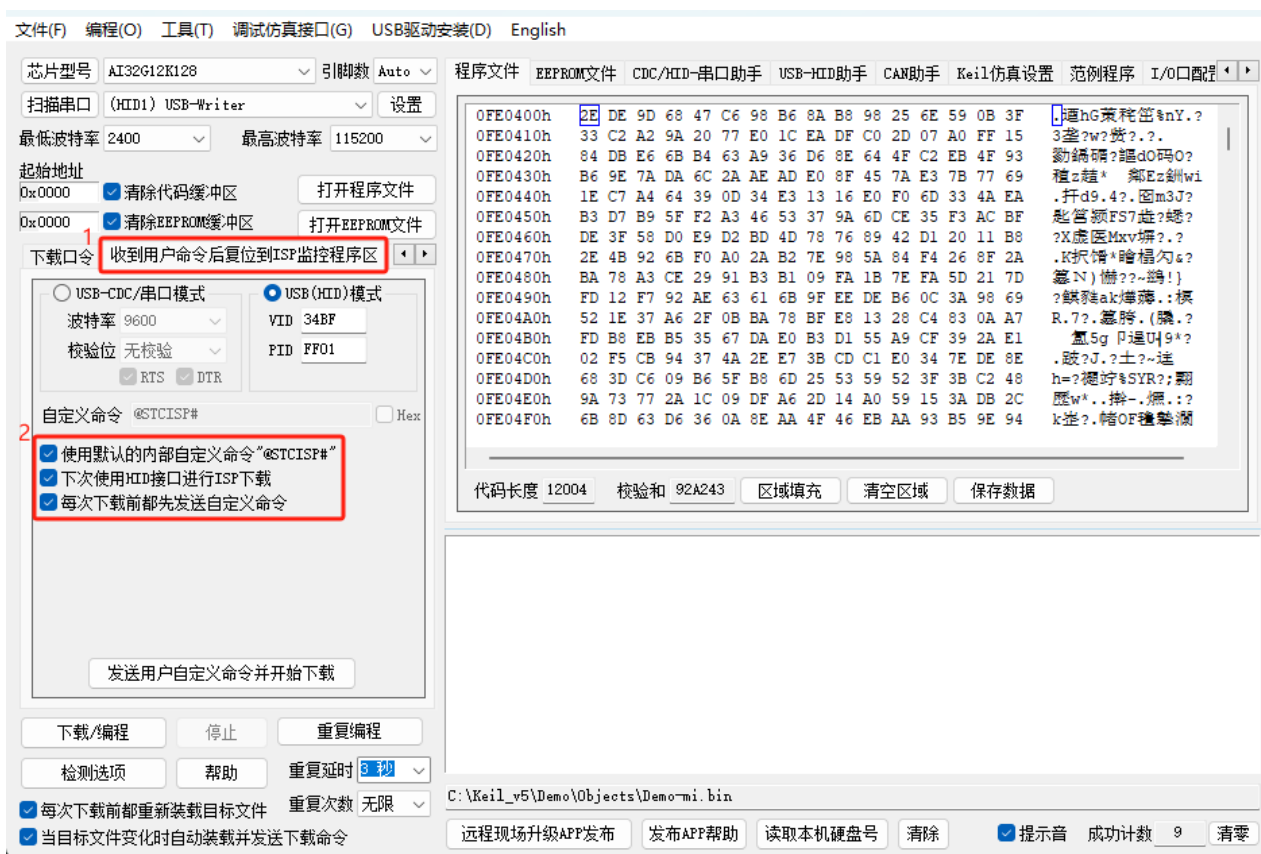 文件(F) 编程(O) 工具(T) 调试仿真接口(G) USB驱动安装(D) English
芯片型号 AI32G12K128 引脚数 Auto
扫描串口 (HID1) USB-Writer 设置
最低波特率 2400 最高波特率 115200
起始地址
0x0000 清除代码缓冲区 打开程序文件
0x0000 清除EEPROM缓冲区 打开EEPROM文件
1
下载口令 收到用户命令后复位到ISP监控程序区
USB-CDC/串口模式 USB(HID)模式
波特率 9600 VID 34BF
校验位 无校验 PID FF01
RTS DTR
自定义命令 @STCISP# Hex
2
使用默认的内部自定义命令"@STCISP#"
下次使用HID接口进行ISP下载
每次下载前都先发送自定义命令
发送用户自定义命令并开始下载
下载/编程 停止 重复编程
检测选项 帮助 重复延时 3 秒
每次下载前都重新装载目标文件 重复次数 无限
当目标文件变化时自动装载并发送下载命令
程序文件 EEPROM文件 CDC/HID-串口助手 USB-HID助手 CAN助手 Keil仿真设置 范例程序 I/O口配
0FE0400h 2E DE 9D 68 47 C6 98 B6 8A B8 98 25 6E 59 0B 3F
0FE0410h 33 C2 A2 9A 20 77 E0 1C EA DF C0 2D 07 A0 FF 15
0FE0420h 84 DB E6 6B B4 63 A9 36 D6 8E 64 4F C2 EB 4F 93
0FE0430h B6 9E 7A DA 6C 2A AE AD E0 8F 45 7A E3 7B 77 69
0FE0440h 1E C7 A4 64 39 0D 34 E3 13 16 E0 F0 6D 33 4A EA
0FE0450h B3 D7 B9 5F F2 A3 46 53 37 9A 6D CE 35 F3 AC BF
0FE0460h DE 3F 58 D0 E9 D2 BD 4D 78 76 89 42 D1 20 11 B8
0FE0470h 2E 4B 92 6B F0 A0 2A B2 7E 98 5A 84 F4 26 8F 0A
0FE0480h BA 78 A3 CE 29 91 B3 B1 09 FA 1B 7E FA 5D 21 7D
0FE0490h FD 12 F7 92 AE 63 61 6B 9F EE DE B6 0C 3A 98 69
0FE04A0h 52 1E 37 A6 2F 0B BA 78 BF E8 13 28 C4 83 0A A7
0FE04B0h FD B8 EB B5 35 67 DA E0 B3 D1 55 A9 CF 39 2A E1
0FE04C0h 02 F5 CB 94 37 4A 2E E7 3B CD C1 E0 34 7E DE 8E
0FE04D0h 68 3D C6 09 B6 5F B8 6D 25 53 59 52 3F 3B C2 48
0FE04E0h 9A 73 77 2A 1C 09 DF A6 2D 14 A0 59 15 3A DB 2C
0FE04F0h 6B 8D 63 D6 36 0A 8E AA 4F 46 EB AA 93 B5 9E 94
代码长度 12004 校验和 92A243 区域填充 清空区域 保存数据
C:\Keil_v5\Demo\Objects\Demo-mi.bin
远程现场升级APP发布 发布APP帮助 读取本机硬盘号 清除 提示音 成功计数 9 清零